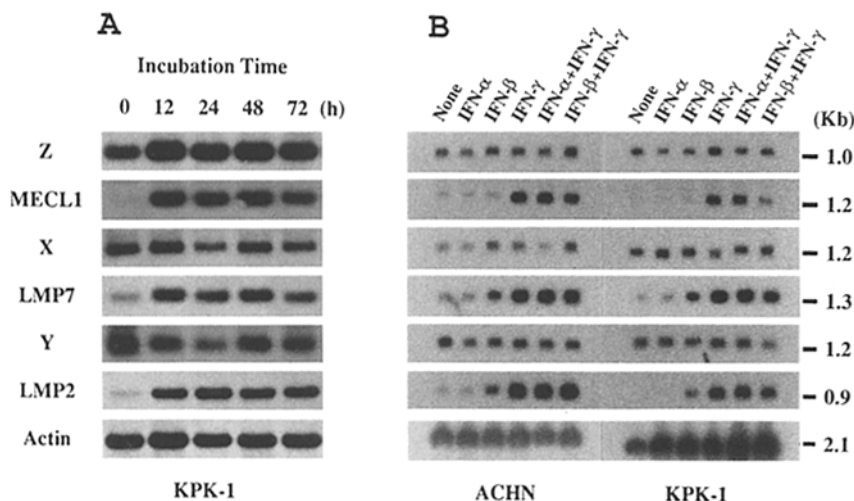 A
Incubation Time
0 12 24 48 72 (h)
Z
MECL1
X
LMP7
Y
LMP2
Actin
KPK-1
B
None IFN-α IFN-β IFN-γ IFN-α+IFN-γ IFN-β+IFN-γ None IFN-α IFN-β IFN-γ IFN-α+IFN-γ IFN-β+IFN-γ
(Kb)
1.0
1.2
1.2
1.3
1.2
0.9
2.1
ACHN KPK-1